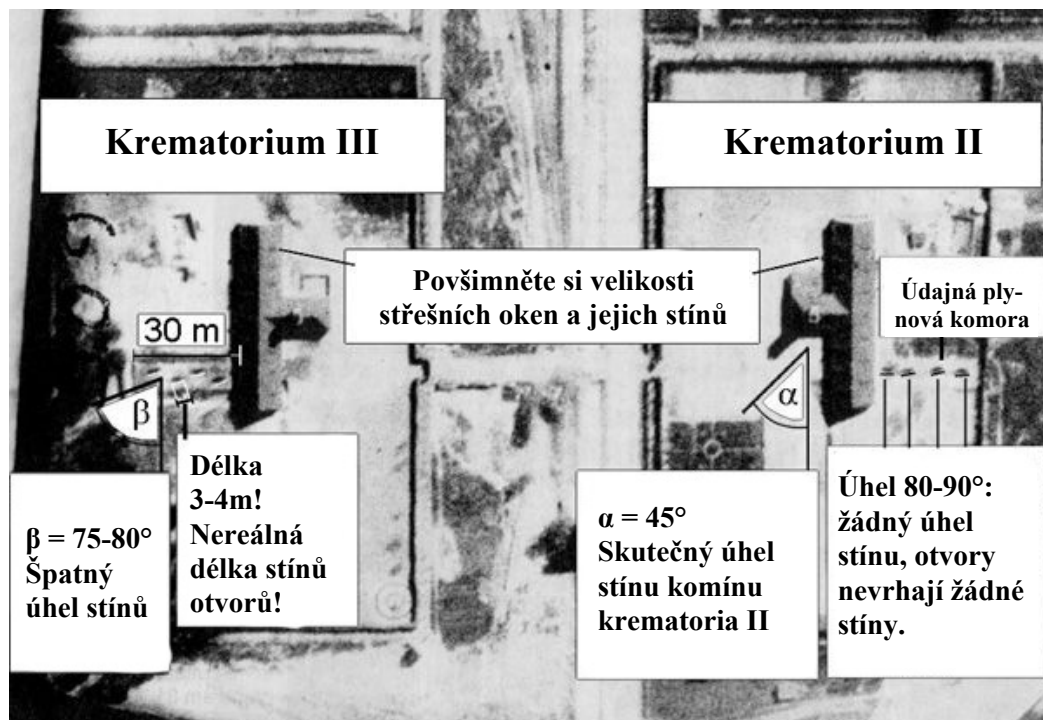 Krematorium III
Krematorium II
Povšimněte si velikosti
střešních oken a jejich stínů
Údajná ply-
nová komora
30 m
β
α
β = 75-80°
Špatný
úhel stínů
Délka
3-4m!
Nereálná
délka stínů
otvorů!
α = 45°
Skutečný úhel
stínu komínu
krematoria II
Úhel 80-90°:
žádný úhel
stínu, otvory
nevrhají žádné
stíny.